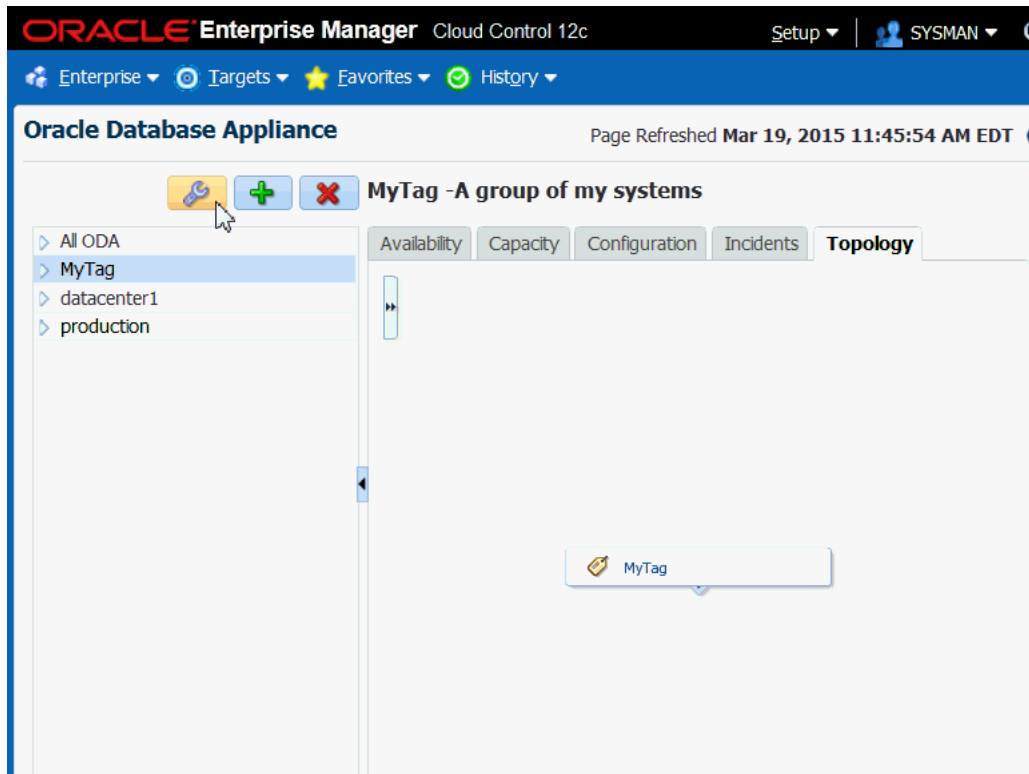 ORACLE Enterprise Manager Cloud Control 12c Setup SYSMAN
Enterprise Targets Favorites History
Oracle Database Appliance
Page Refreshed Mar 19, 2015 11:45:54 AM EDT
MyTag -A group of my systems
All ODA
MyTag
datacenter1
production
Availability Capacity Configuration Incidents Topology
MyTag